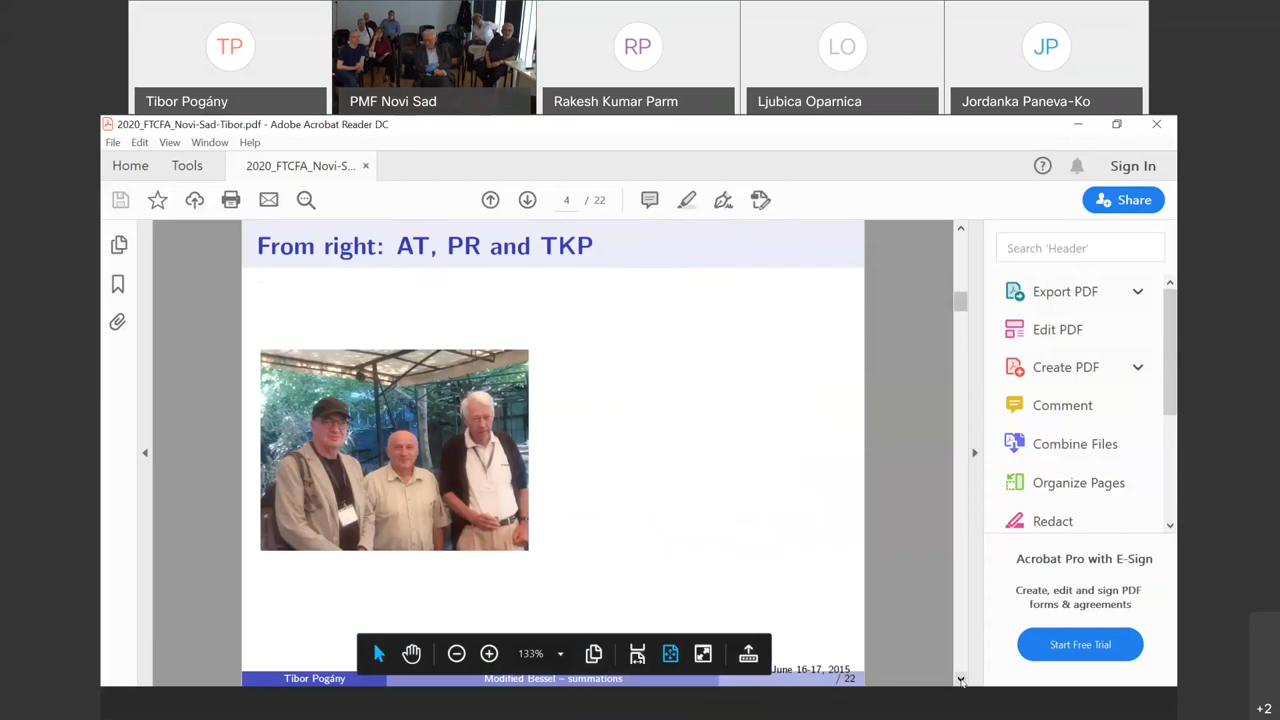 TP
RP
LO
JP
Tibor Pogány
PMF Novi Sad
Rakesh Kumar Parm
Ljubica Oparnica
Jordanka Paneva-Ko
2020_FTCFA_Novi-Sad-Tibor.pdf - Adobe Acrobat Reader DC
File Edit View Window Help
Home Tools 2020_FTCFA_Novi-S... ×
Sign In
4 / 22
Share
From right: AT, PR and TKP
Search 'Header'
Export PDF
Edit PDF
Create PDF
Comment
Combine Files
Organize Pages
Redact
Acrobat Pro with E-Sign
Create, edit and sign PDF
forms & agreements
Start Free Trial
133%
June 16-17, 2015
Tibor Pogány
Modified Bessel – summations
/ 22
+2